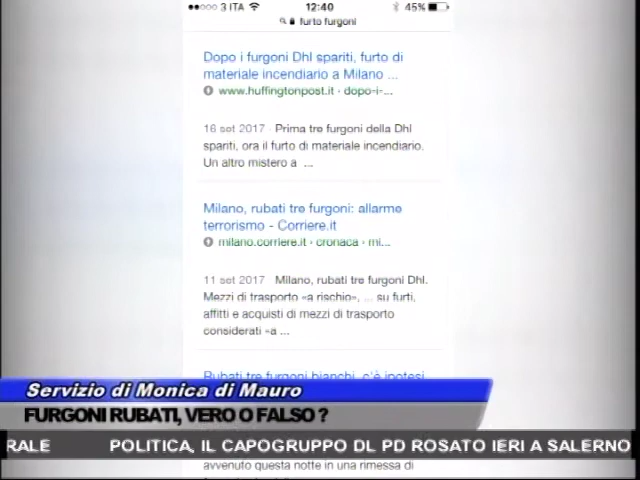 3 ITA 12:40 45%
furto furgoni
Dopo i furgoni Dhl spariti, furto di
materiale incendiario a Milano ...
www.huffingtonpost.it › dopo-i-...
16 set 2017 · Prima tre furgoni della Dhl
spariti, ora il furto di materiale incendiario.
Un altro mistero a ...
Milano, rubati tre furgoni: allarme
terrorismo - Corriere.it
milano.corriere.it › cronaca › mi...
11 set 2017 · Milano, rubati tre furgoni Dhl.
Mezzi di trasporto «a rischio», ... su furti,
affitti e acquisti di mezzi di trasporto
considerati «a ...
Rubati tre furgoni bianchi, c'è ipotesi
Servizio di Monica di Mauro
FURGONI RUBATI, VERO O FALSO ?
RALE POLITICA, IL CAPOGRUPPO DL PD ROSATO IERI A SALERNO
avvenuto questa notte in una rimessa di